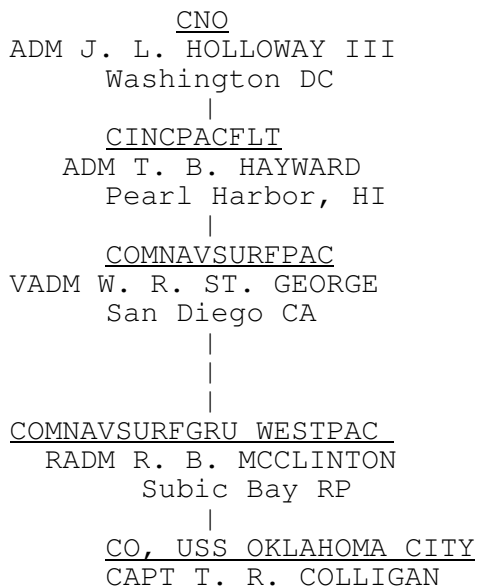 CNO
ADM J. L. HOLLOWAY III
Washington DC
|
CINCPACFLT
ADM T. B. HAYWARD
Pearl Harbor, HI
|
COMNAVSURFPAC
VADM W. R. ST. GEORGE
San Diego CA
|
|
|
COMNAVSURFGRU WESTPAC
RADM R. B. MCCLINTON
Subic Bay RP
|
CO, USS OKLAHOMA CITY
CAPT T. R. COLLIGAN